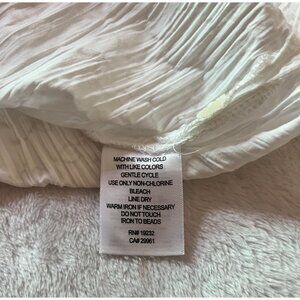 MACHINE WASH COLD
WITH LIKE COLORS
GENTLE CYCLE
USE ONLY NON-CHLORINE
BLEACH
LINE DRY
WARM IRON IF NECESSARY
DO NOT TOUCH
IRON TO BEADS
RN# 19232
CA# 29961